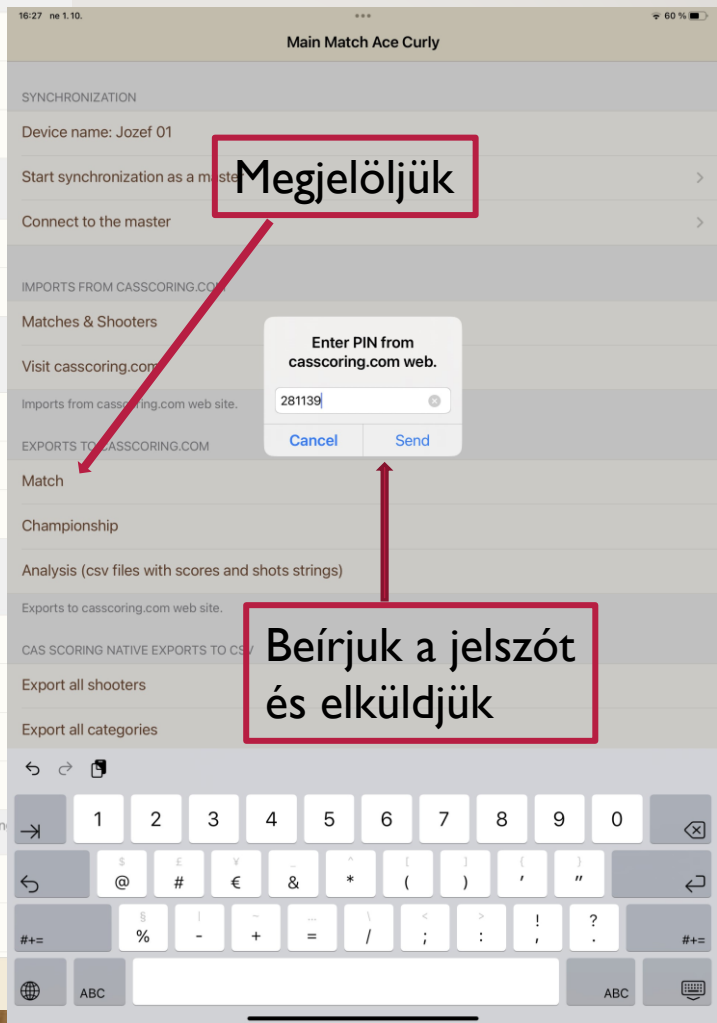 16:27 ne 1. 10.
60 %
Main Match Ace Curly
SYNCHRONIZATION
Device name: Jozef 01
Megjelöljük
Start synchronization as a master
Connect to the master
IMPORTS FROM CASSCORING.COM
Matches & Shooters
Enter PIN from
casscoring.com web.
Visit casscoring.com
281139
Imports from casscoring.com web site.
Cancel Send
EXPORTS TO CASSCORING.COM
Match
Championship
Analysis (csv files with scores and shots strings)
Exports to casscoring.com web site.
Beírjuk a jelszót
és elküldjük
CAS SCORING NATIVE EXPORTS TO CSV
Export all shooters
Export all categories
1 2 3 4 5 6 7 8 9 0
$ £ ¥ _ ^ [ ] { }
@ # € & * ( ) ' "
§ | ~ … \ < > ! ?
#+= % - + = / ; : , . #+=
ABC ABC